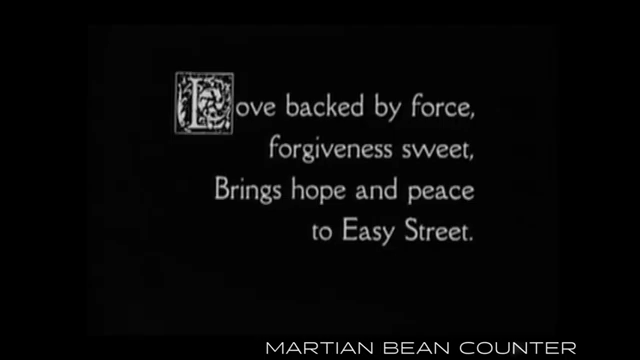 Love backed by force,
forgiveness sweet,
Brings hope and peace
to Easy Street.
MARTIAN BEAN COUNTER